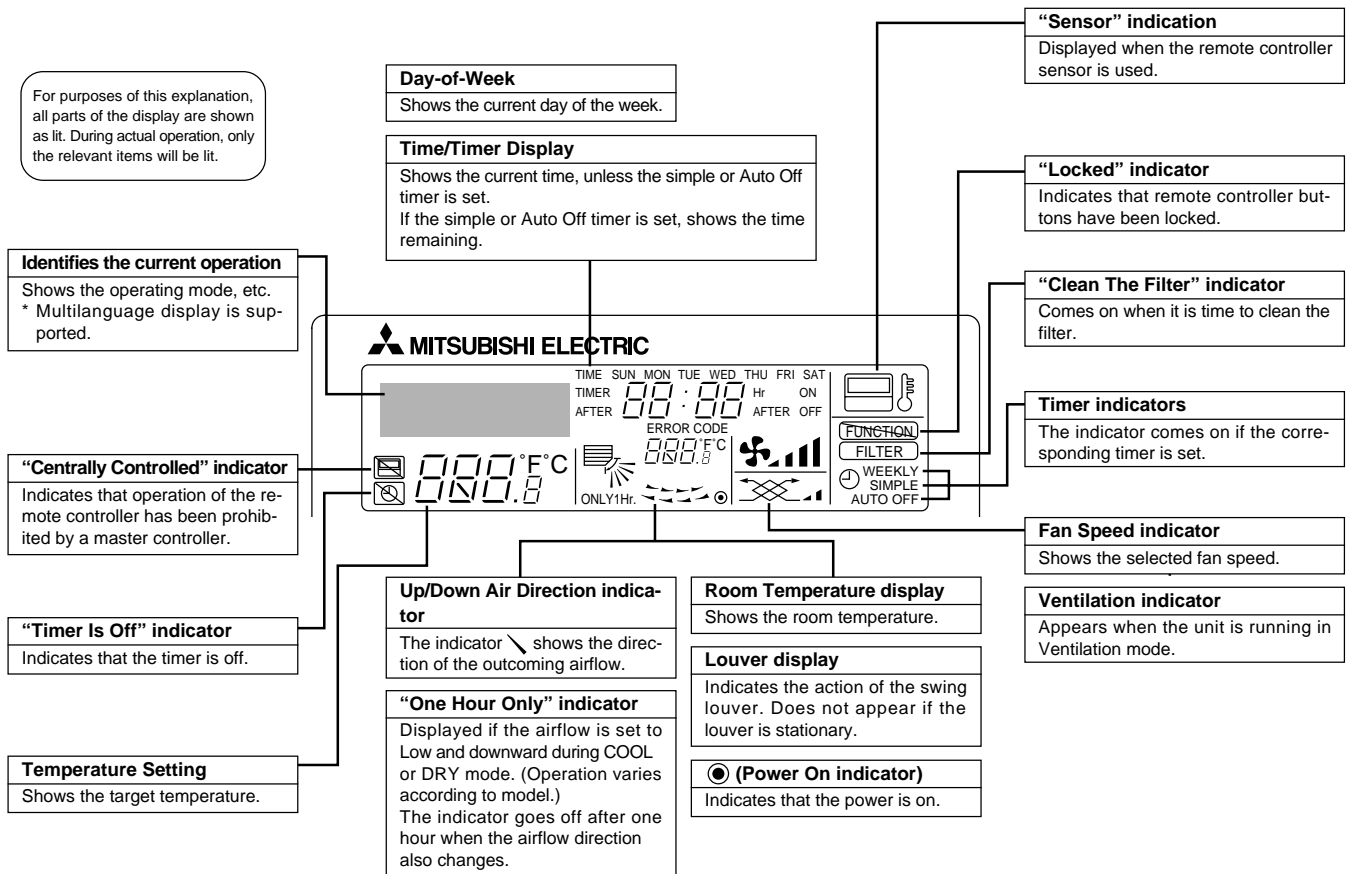 For purposes of this explanation,
all parts of the display are shown
as lit. During actual operation, only
the relevant items will be lit.
Day-of-Week
Shows the current day of the week.
Time/Timer Display
Shows the current time, unless the simple or Auto Off
timer is set.
If the simple or Auto Off timer is set, shows the time
remaining.
Identifies the current operation
Shows the operating mode, etc.
* Multilanguage display is sup-
ported.
“Centrally Controlled” indicator
Indicates that operation of the re-
mote controller has been prohib-
ited by a master controller.
“Timer Is Off” indicator
Indicates that the timer is off.
Temperature Setting
Shows the target temperature.
MITSUBISHI ELECTRIC
TIME SUN MON TUE WED THU FRI SAT
TIMER 88:88 Hr ON
AFTER AFTER OFF
ERROR CODE
888.8 °F°C
888.8 °F°C
ONLY1Hr.
FUNCTION
FILTER
WEEKLY
SIMPLE
AUTO OFF
Up/Down Air Direction indica-
tor
The indicator shows the direc-
tion of the outcoming airflow.
“One Hour Only” indicator
Displayed if the airflow is set to
Low and downward during COOL
or DRY mode. (Operation varies
according to model.)
The indicator goes off after one
hour when the airflow direction
also changes.
Room Temperature display
Shows the room temperature.
Louver display
Indicates the action of the swing
louver. Does not appear if the
louver is stationary.
(Power On indicator)
Indicates that the power is on.
“Sensor” indication
Displayed when the remote controller
sensor is used.
“Locked” indicator
Indicates that remote controller but-
tons have been locked.
“Clean The Filter” indicator
Comes on when it is time to clean the
filter.
Timer indicators
The indicator comes on if the corre-
sponding timer is set.
Fan Speed indicator
Shows the selected fan speed.
Ventilation indicator
Appears when the unit is running in
Ventilation mode.